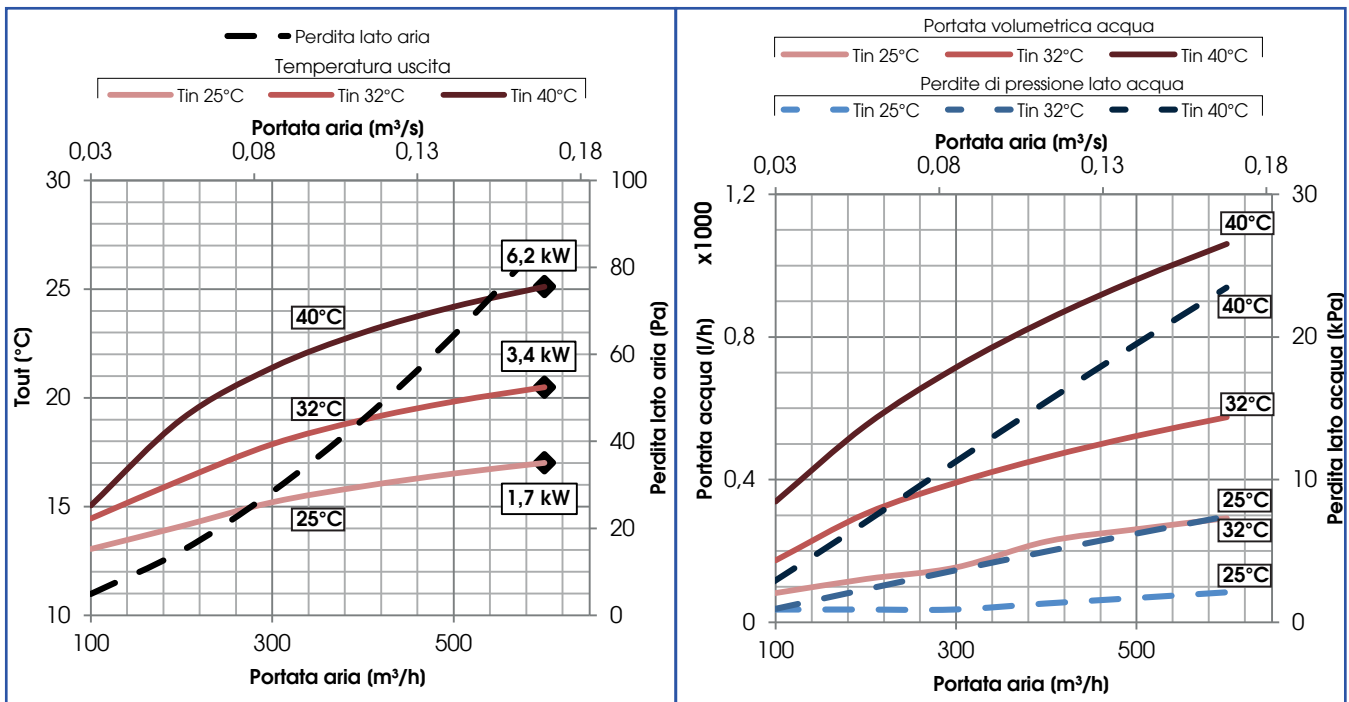 Perdita lato aria
Temperatura uscita
Tin 25°C Tin 32°C Tin 40°C
Portata aria (m³/s)
0,03 0,08 0,13 0,18
30 100
25 80
20 60
15 40
10 20
0
Tout (°C)
Perdita lato aria (Pa)
6,2 kW
40°C
3,4 kW
32°C
25°C
1,7 kW
100 300 500
Portata aria (m³/h)
Portata volumetrica acqua
Tin 25°C Tin 32°C Tin 40°C
Perdite di pressione lato acqua
Tin 25°C Tin 32°C Tin 40°C
Portata aria (m³/s)
0,03 0,08 0,13 0,18
1,2 30
0,8 20
0,4 10
0 0
x1000
Portata acqua (l/h)
Perdita lato aria (kPa)
40°C
40°C
32°C
25°C
32°C
25°C
100 300 500
Portata aria (m³/h)